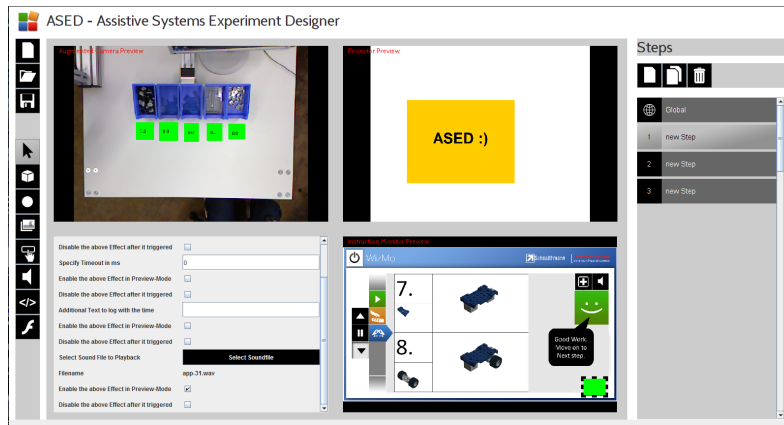 ASED - Assistive Systems Experiment Designer
Augmented Camera Preview
Projector Preview
ASED :)
Steps
Global
1 new Step
2 new Step
3 new Step
Disable the above Effect after it triggered
Specify Timeout in ms 0
Enable the above Effect in Preview-Mode
Disable the above Effect after it triggered
Additional Text to log with the time
Enable the above Effect in Preview-Mode
Disable the above Effect after it triggered
Select Sound File to Playback Select Soundfile
Filename app.31.wav
Enable the above Effect in Preview-Mode
Disable the above Effect after it triggered
Instruction Monitor Preview
WizMo
Schnaithmann
7.
8.
Good Work.
Move on to
Next step.